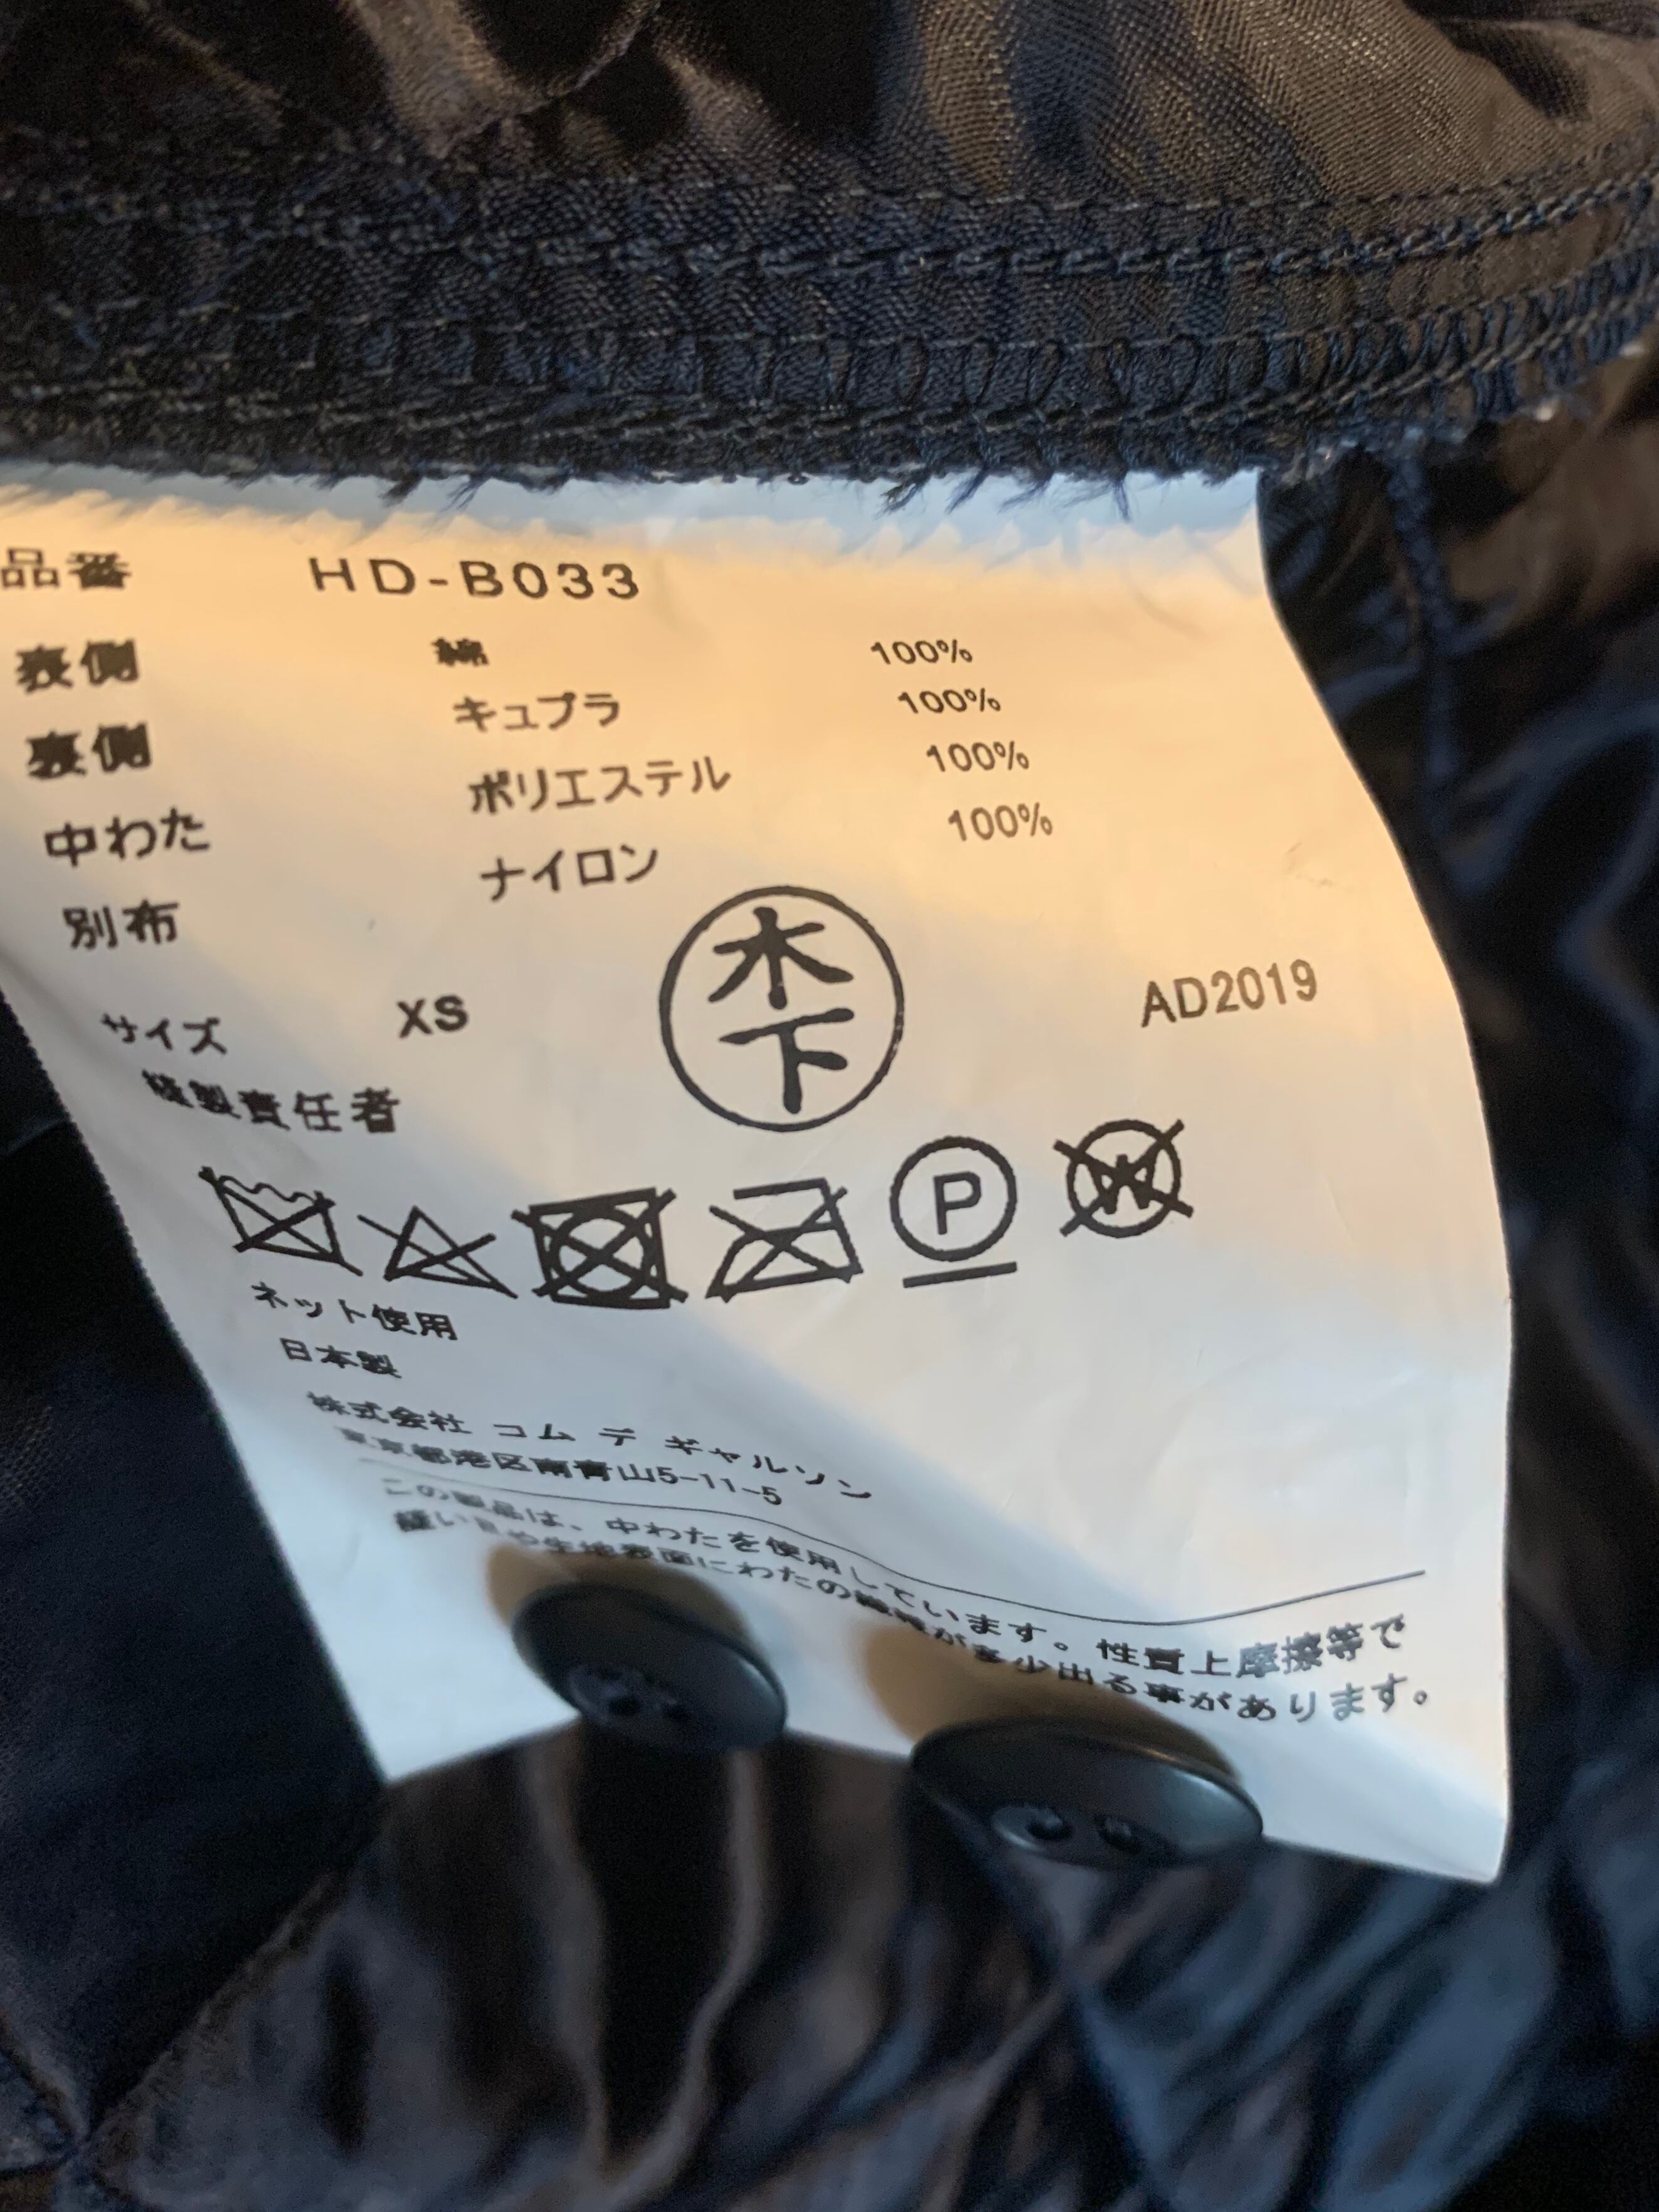 品番 HD-B033
表側 綿 100%
裏側 キュプラ 100%
中わた ポリエステル 100%
別布 ナイロン 100%
サイズ XS 木下 AD2019
縫製責任者
P W
ネット使用
日本製
株式会社 コム デ ギャルソン
東京都港区南青山5-11-5
この製品は、中わたを使用しています。性質上摩擦等で
縫い目や生地表面にわたの繊維が多少出る事があります。